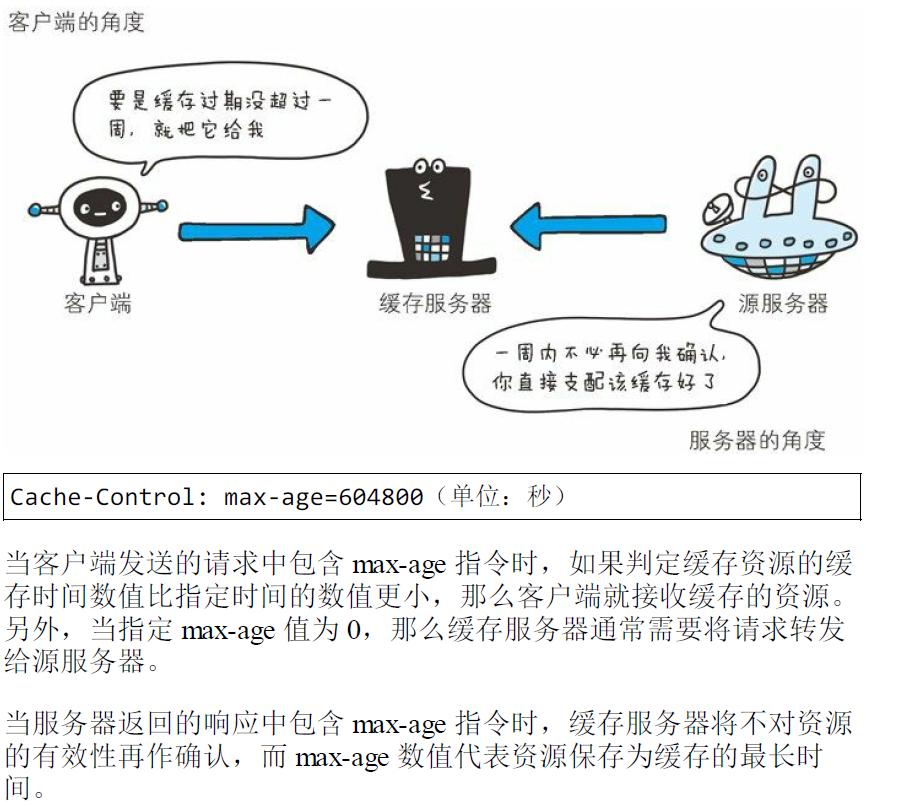 客户端的角度
要是缓存过期没超过一
周，就把它给我
客户端
缓存服务器
源服务器
一周内不必再向我确认，
你直接支配该缓存好了
服务器的角度
Cache-Control: max-age=604800（单位：秒）
当客户端发送的请求中包含 max-age 指令时，如果判定缓存资源的缓
存时间数值比指定时间的数值更小，那么客户端就接收缓存的资源。
另外，当指定 max-age 值为 0，那么缓存服务器通常需要将请求转发
给源服务器。
当服务器返回的响应中包含 max-age 指令时，缓存服务器将不对资源
的有效性再作确认，而 max-age 数值代表资源保存为缓存的最长时
间。